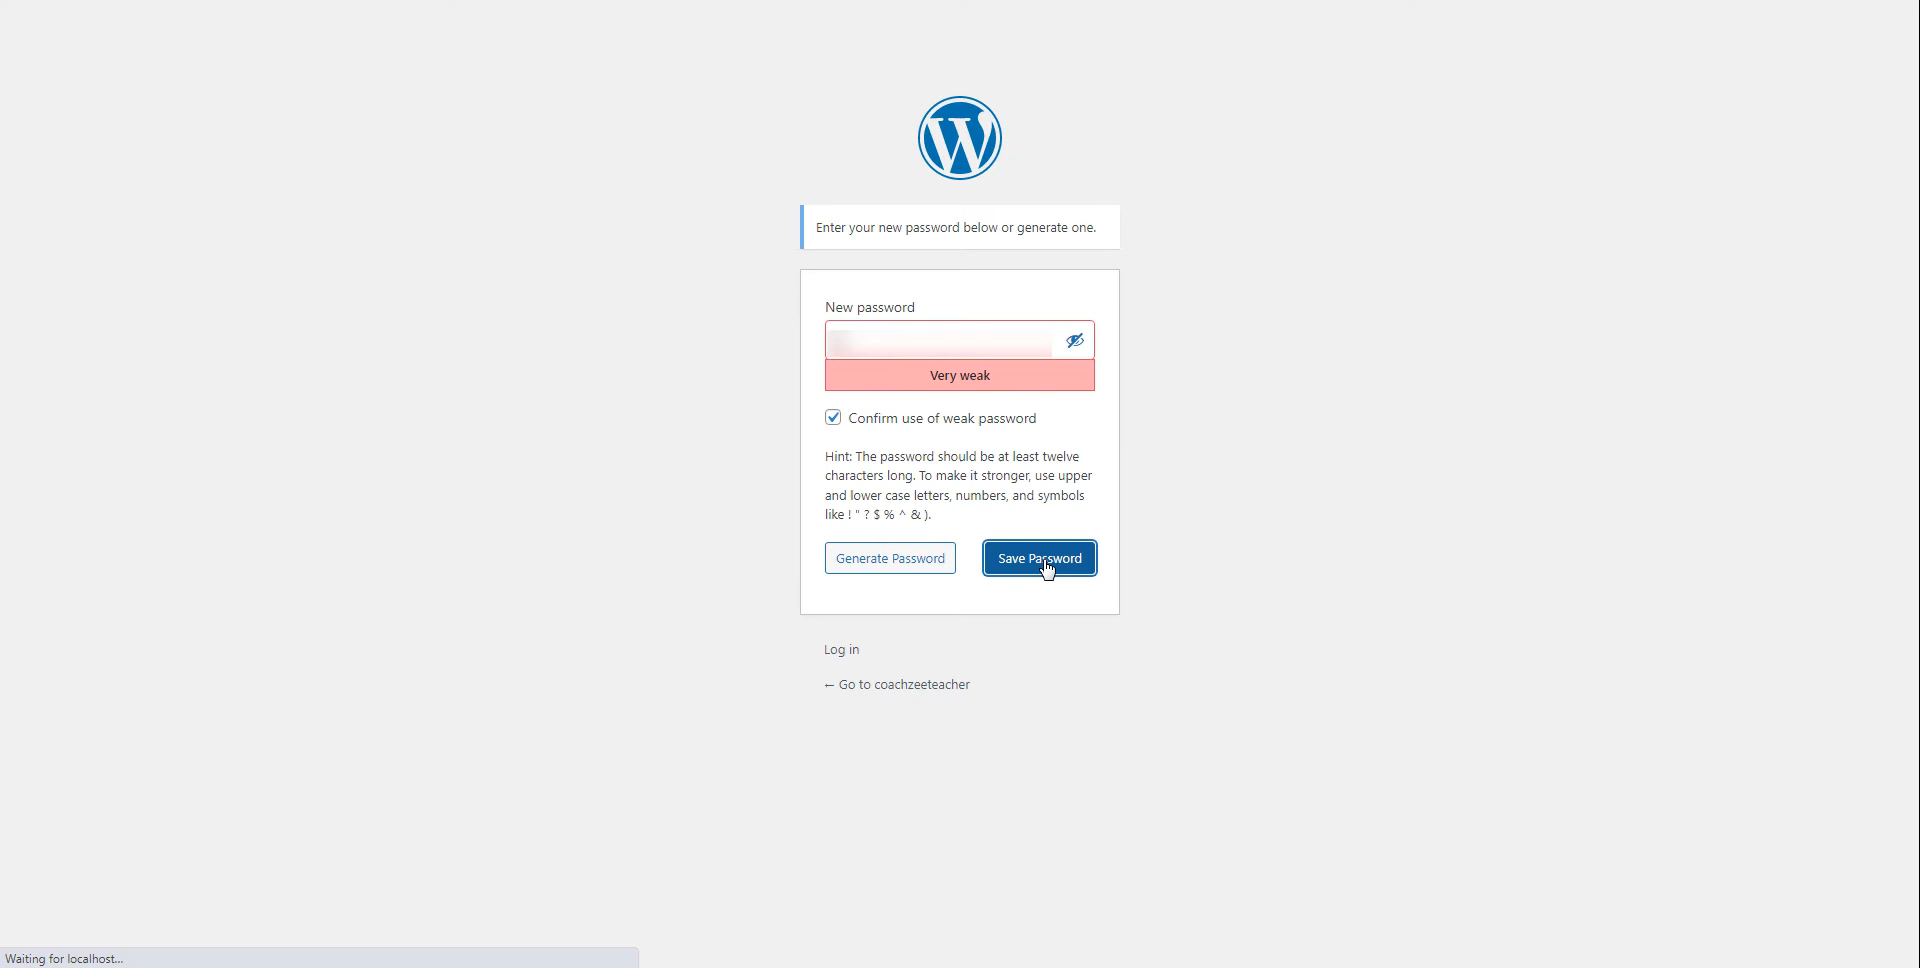 Enter your new password below or generate one.
New password
Very weak
Confirm use of weak password
Hint: The password should be at least twelve
characters long. To make it stronger, use upper
and lower case letters, numbers, and symbols
like ! " ? $ % ^ & ).
Generate Password
Save Password
Log in
← Go to coachzeeteacher
Waiting for localhost...